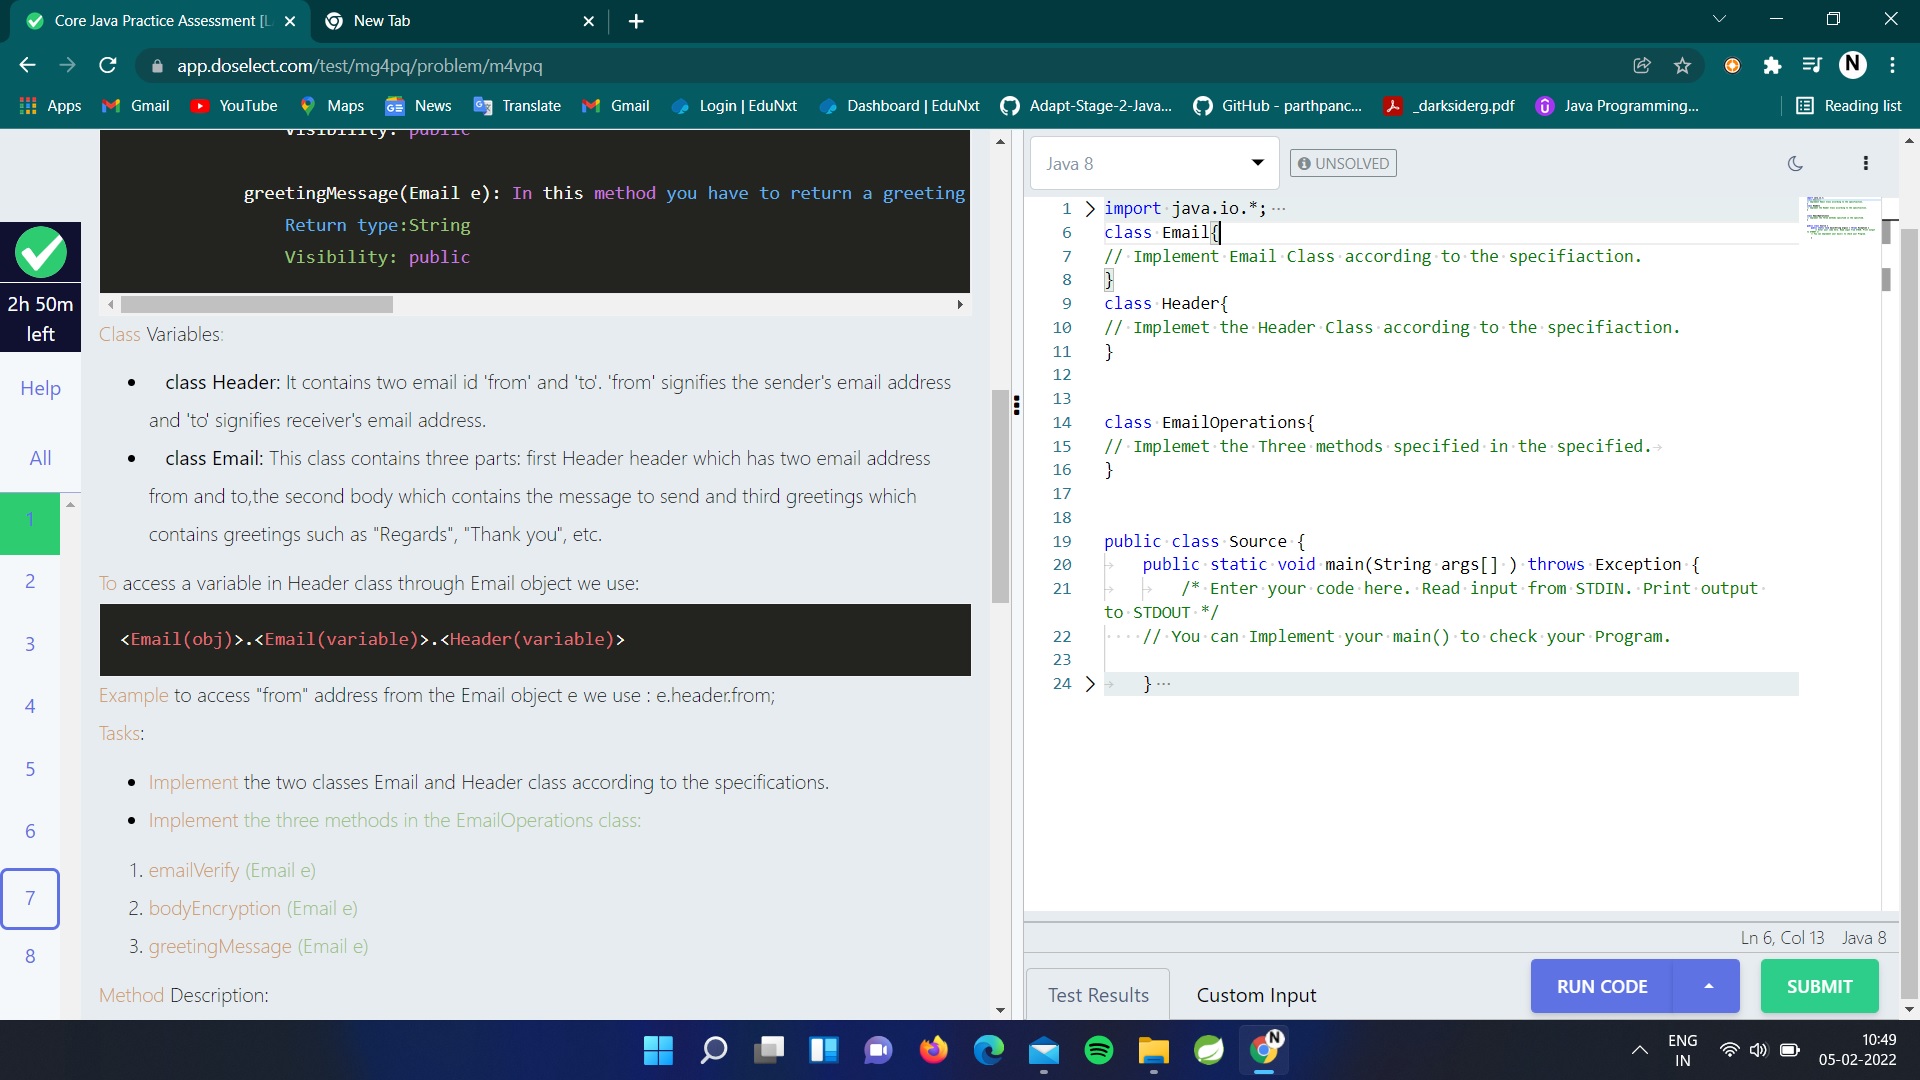 Core Java Practice Assessment [L
New Tab
app.doselect.com/test/mg4pq/problem/m4vpq
N
Apps
Gmail
YouTube
Maps
News
Translate
Gmail
Login | EduNxt
Dashboard | EduNxt
Adapt-Stage-2-Java...
GitHub - parthpanc...
_darksiderg.pdf
Java Programming...
Reading list
2h 50m
left
Help
All
1
2
3
4
5
6
7
8
Visibility: public
greetingMessage(Email e): In this method you have to return a greeting
Return type:String
Visibility: public
Class Variables:
class Header: It contains two email id 'from' and 'to'. 'from' signifies the sender's email address
and 'to' signifies receiver's email address.
class Email: This class contains three parts: first Header header which has two email address
from and to,the second body which contains the message to send and third greetings which
contains greetings such as "Regards", "Thank you", etc.
To access a variable in Header class through Email object we use:
<Email(obj)>.<Email(variable)>.<Header(variable)>
Example to access "from" address from the Email object e we use : e.header.from;
Tasks:
Implement the two classes Email and Header class according to the specifications.
Implement the three methods in the EmailOperations class:
1. emailVerify (Email e)
2. bodyEncryption (Email e)
3. greetingMessage (Email e)
Method Description:
Java 8
UNSOLVED
1 import java.io.*; ...
6 class Email{
7 // Implement Email Class according to the specifiaction.
8 }
9 class Header{
10 // Implemet the Header Class according to the specifiaction.
11 }
12
13
14 class EmailOperations{
15 // Implemet the Three methods specified in the specified.
16 }
17
18
19 public class Source {
20 public static void main(String args[] ) throws Exception {
21 /* Enter your code here. Read input from STDIN. Print output
to STDOUT */
22 // You can Implement your main() to check your Program.
23
24 } ...
Ln 6, Col 13 Java 8
Test Results
Custom Input
RUN CODE
SUBMIT
N
ENG
IN
10:49
05-02-2022